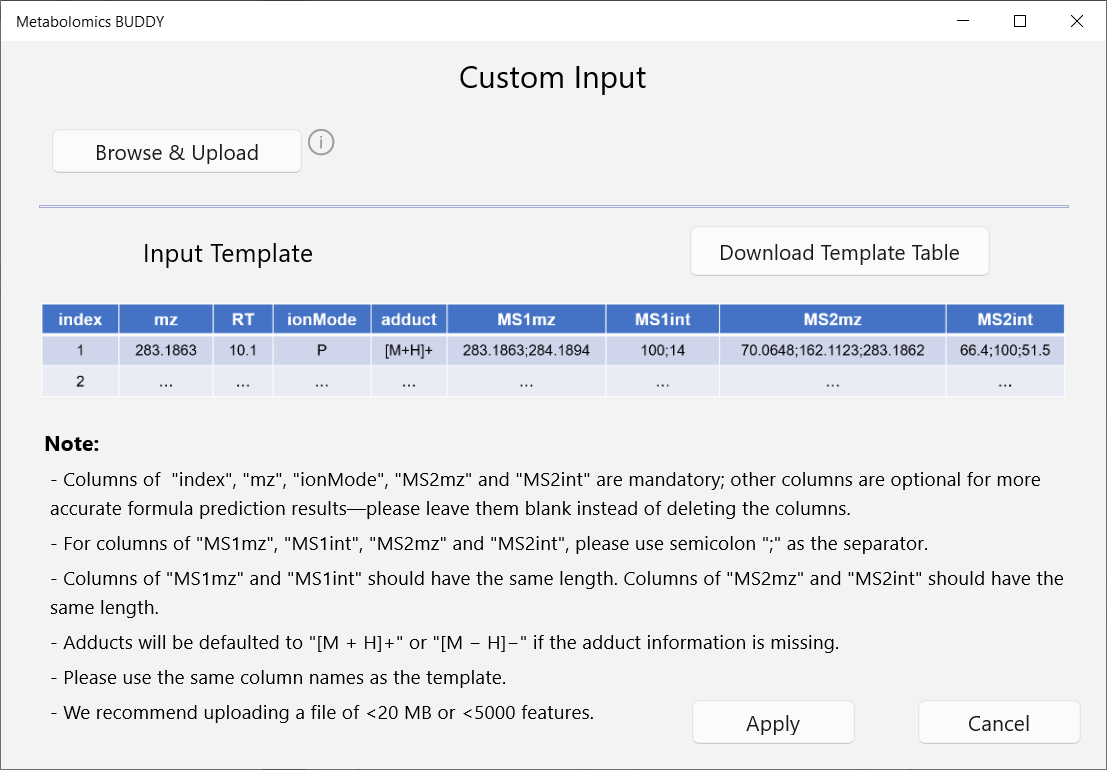 Metabolomics BUDDY
Custom Input
Browse & Upload
i
Input Template
Download Template Table
index mz RT ionMode adduct MS1mz MS1int MS2mz MS2int
1 283.1863 10.1 P [M+H]+ 283.1863;284.1894 100;14 70.0648;162.1123;283.1862 66.4;100;51.5
2 ... ... ... ... ... ... ... ...
Note:
- Columns of  "index", "mz", "ionMode", "MS2mz" and "MS2int" are mandatory; other columns are optional for more
accurate formula prediction results—please leave them blank instead of deleting the columns.
- For columns of "MS1mz", "MS1int", "MS2mz" and "MS2int", please use semicolon ";" as the separator.
- Columns of "MS1mz" and "MS1int" should have the same length. Columns of "MS2mz" and "MS2int" should have the
same length.
- Adducts will be defaulted to "[M + H]+" or "[M − H]−" if the adduct information is missing.
- Please use the same column names as the template.
- We recommend uploading a file of <20 MB or <5000 features.
Apply
Cancel